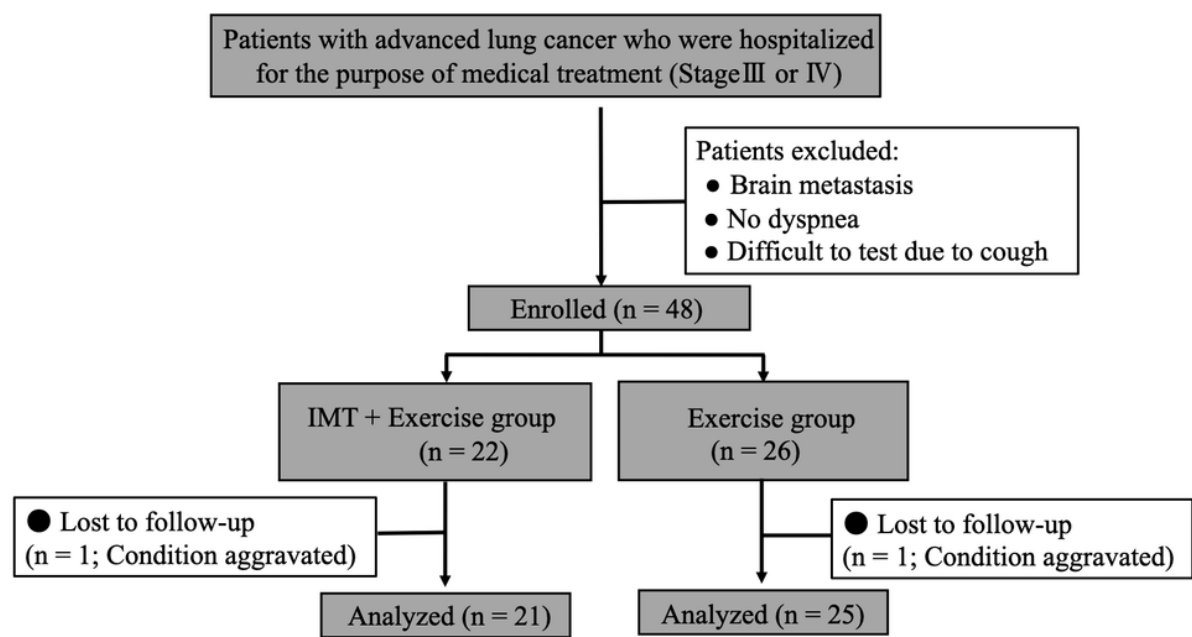 Patients with advanced lung cancer who were hospitalized
for the purpose of medical treatment (Stage Ⅲ or Ⅳ)
Patients excluded:
● Brain metastasis
● No dyspnea
● Difficult to test due to cough
Enrolled (n = 48)
IMT + Exercise group
(n = 22)
Exercise group
(n = 26)
● Lost to follow-up
(n = 1; Condition aggravated)
● Lost to follow-up
(n = 1; Condition aggravated)
Analyzed (n = 21)
Analyzed (n = 25)